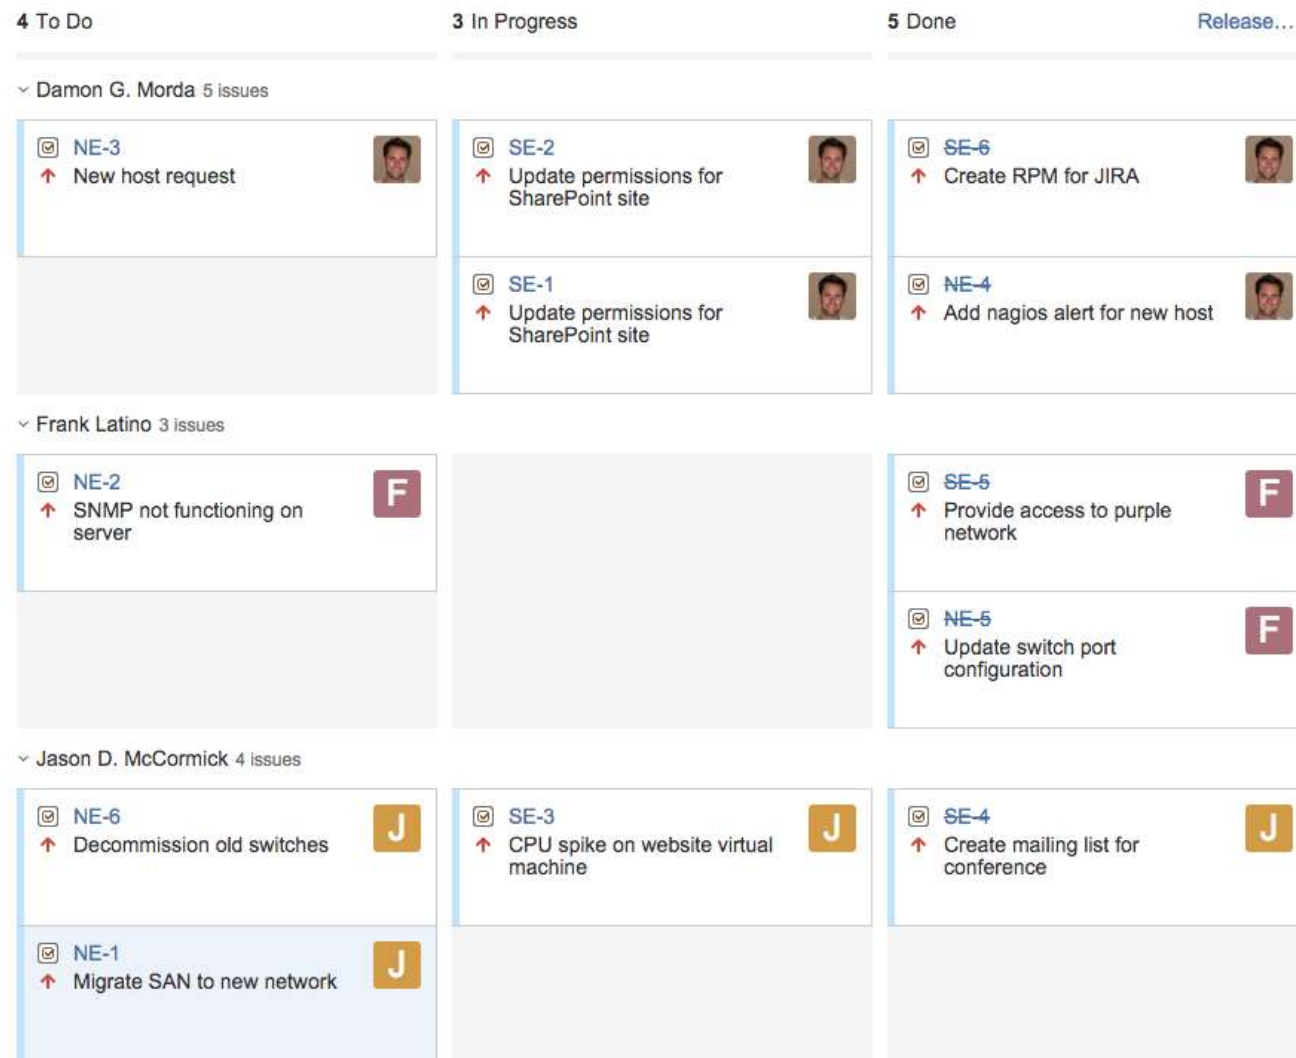 4 To Do
3 In Progress
5 Done
Release...
Damon G. Morda 5 issues
NE-3
New host request
SE-2
Update permissions for
SharePoint site
SE-6
Create RPM for JIRA
SE-1
Update permissions for
SharePoint site
NE-4
Add nagios alert for new host
Frank Latino 3 issues
NE-2
F
SNMP not functioning on
server
SE-5
F
Provide access to purple
network
NE-5
F
Update switch port
configuration
Jason D. McCormick 4 issues
NE-6
J
Decommission old switches
SE-3
J
CPU spike on website virtual
machine
SE-4
J
Create mailing list for
conference
NE-1
J
Migrate SAN to new network